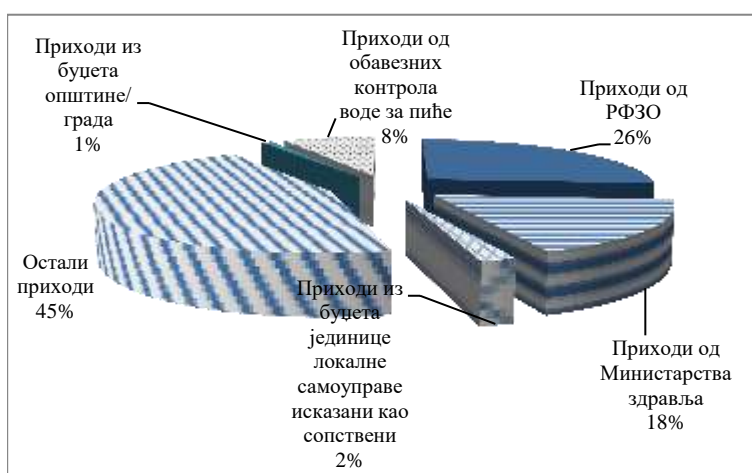 Приходи из
буџета
општине/
града
1%
Приходи од
обавезних
контрола
воде за пиће
8%
Приходи од
РФЗО
26%
Остали
приходи
45%
Приходи из
буџета
јединице
локалне
самоуправе
исказани као
сопствени
2%
Приходи од
Министарства
здравља
18%